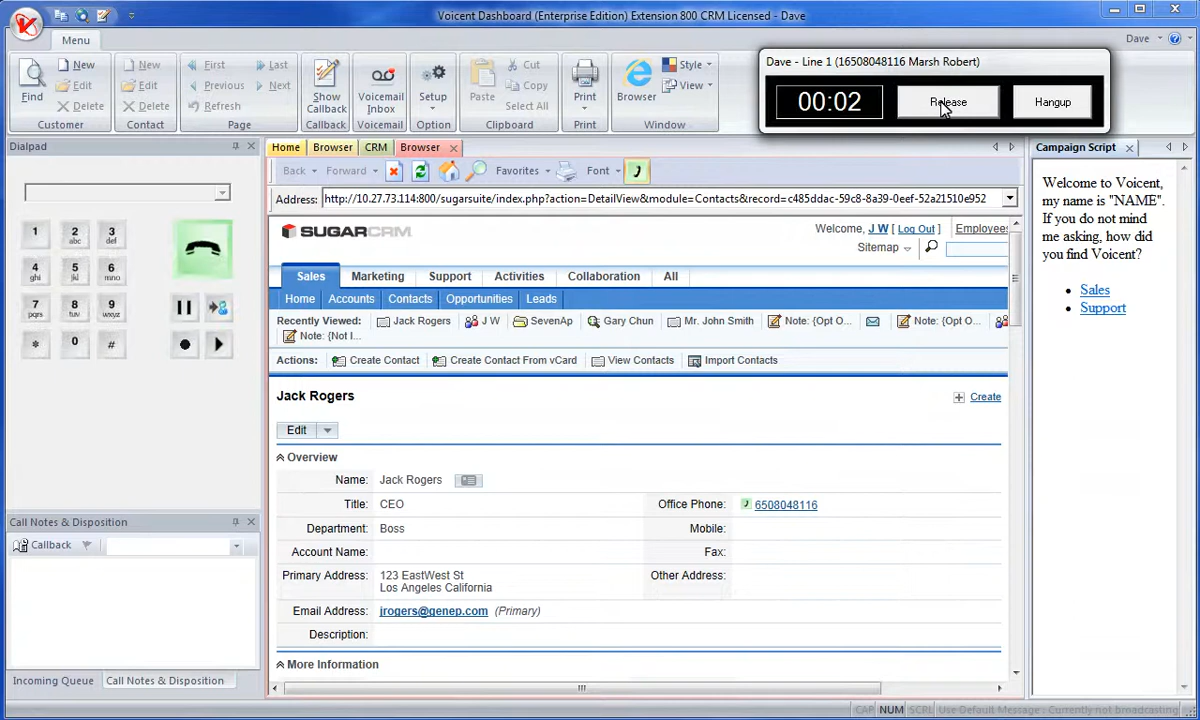 Voicent Dashboard (Enterprise Edition) Extension 800 CRM Licensed - Dave
Menu
Dave
Find
New
Edit
Delete
Customer
New
Edit
Delete
Contact
First
Last
Previous
Next
Refresh
Page
Show
Callback
Callback
Voicemail
Inbox
Voicemail
Setup
Option
Paste
Cut
Copy
Select All
Clipboard
Print
Print
Browser
Style
View
Window
Dave - Line 1 (16508048116 Marsh Robert)
00:02
Release
Hangup
Dialpad
1
2 abc
3 def
4 ghi
5 jkl
6 mno
7 pqrs
8 tuv
9 wxyz
*
0
#
Call Notes & Disposition
Callback
Incoming Queue
Call Notes & Disposition
Home
Browser
CRM
Browser
Back
Forward
Favorites
Font
Address: http://10.27.73.114:800/sugarsuite/index.php?action=DetailView&module=Contacts&record=c485ddac-59c8-8a39-0eef-52a21510e952
SUGARCRM
Welcome, J W [ Log Out ]
Employees
Sitemap
Sales
Marketing
Support
Activities
Collaboration
All
Home
Accounts
Contacts
Opportunities
Leads
Recently Viewed:
Jack Rogers
J W
SevenAp
Gary Chun
Mr. John Smith
Note: {Opt O...
Note: {Opt O...
Note: {Not I...
Actions:
Create Contact
Create Contact From vCard
View Contacts
Import Contacts
Jack Rogers
Create
Edit
Overview
Name: Jack Rogers
Title: CEO
Office Phone: 6508048116
Department: Boss
Mobile:
Account Name:
Fax:
Primary Address: 123 EastWest St
Los Angeles California
Other Address:
Email Address: jrogers@genep.com (Primary)
Description:
More Information
Campaign Script
Welcome to Voicent,
my name is "NAME".
If you do not mind
me asking, how did
you find Voicent?
Sales
Support
CAP
NUM
SCRL
Use Default Message : Currently not broadcasting